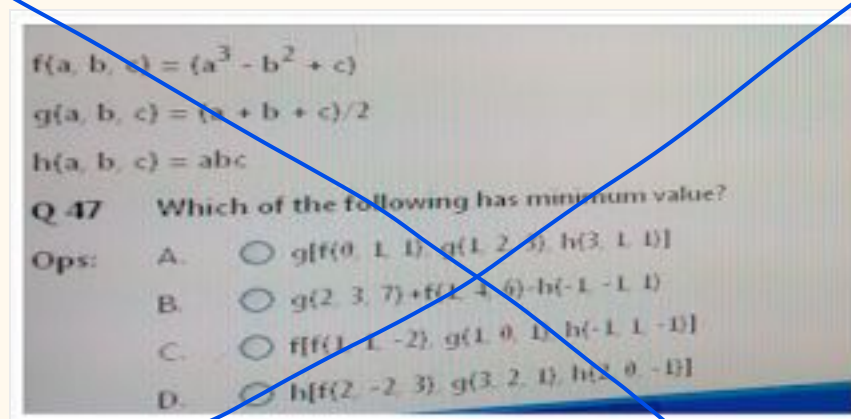 f(a, b, c) = (a³ - b² + c)
g(a, b, c) = (a + b + c)/2
h(a, b, c) = abc
Q 47 Which of the following has minimum value?
Ops: A. g[f(0, 1, 1), g(1, 2, 3), h(3, 1, 1)]
B. g(2, 3, 7)+f(1, 4, 6)-h(-1, -1, 1)
C. f[f(1, 1, -2), g(1, 0, 1), h(-1, 1, -1)]
D. h[f(2, -2, 3), g(3, 2, 1), h(2, 0, -1)]